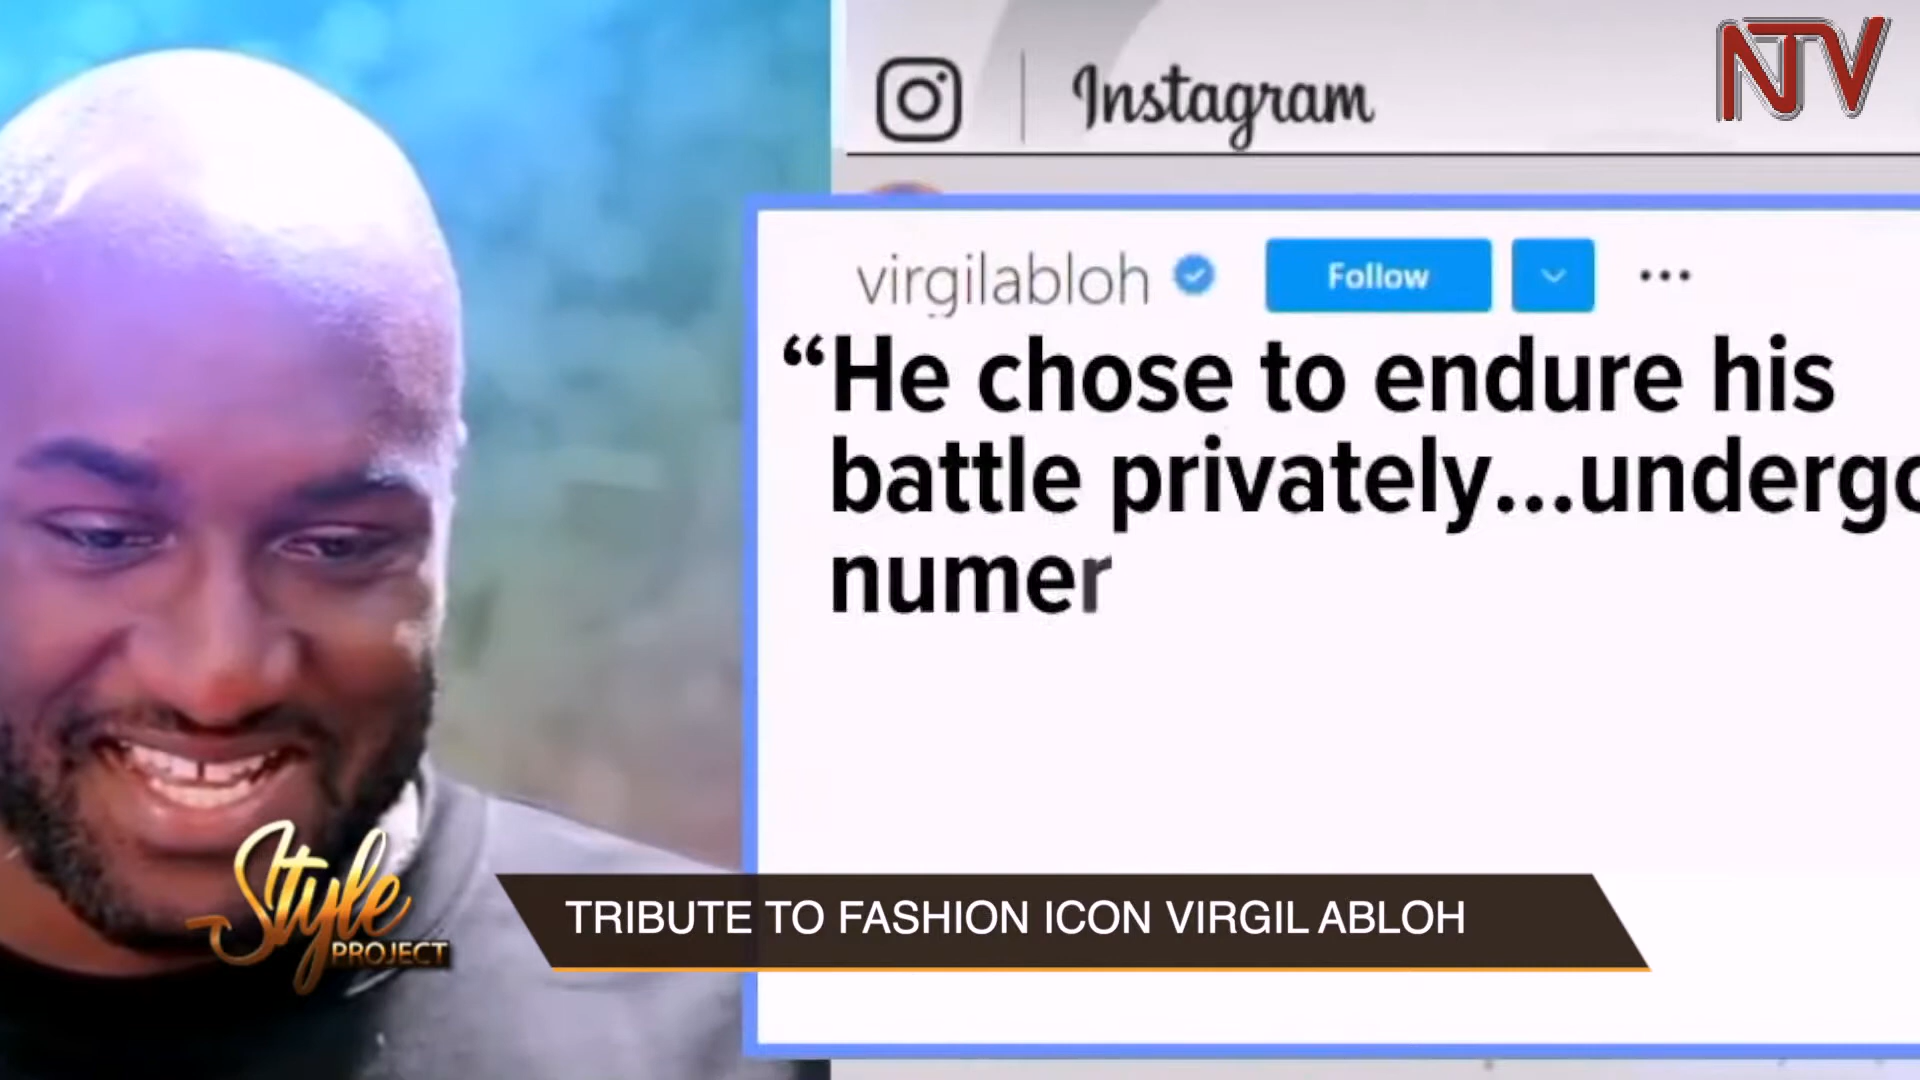 NTV
Instagram
virgilabloh
Follow
“He chose to endure his
battle privately...undergo
numer
Style
PROJECT
TRIBUTE TO FASHION ICON VIRGIL ABLOH